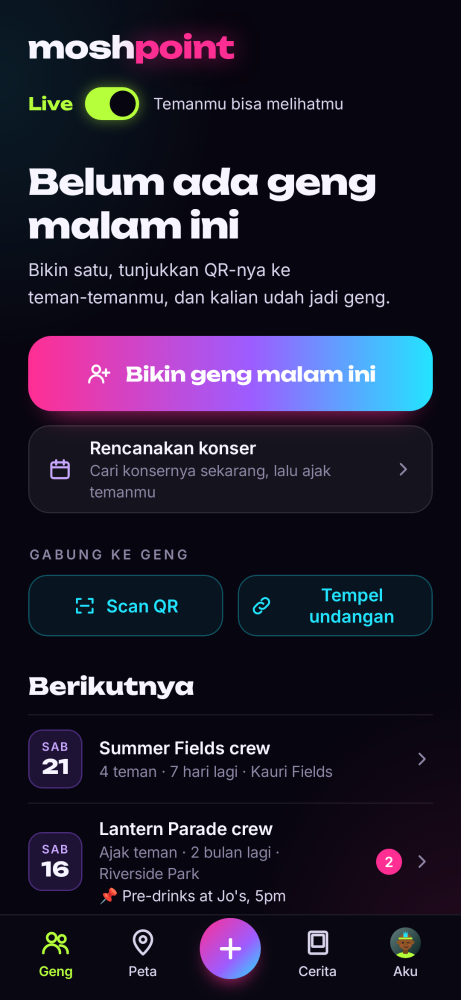 moshpoint
Live Temanmu bisa melihatmu
Belum ada geng
malam ini
Bikin satu, tunjukkan QR-nya ke
teman-temanmu, dan kalian udah jadi geng.
Bikin geng malam ini
Rencanakan konser
Cari konsernya sekarang, lalu ajak
temanmu
GABUNG KE GENG
Scan QR
Tempel
undangan
Berikutnya
SAB
21
Summer Fields crew
4 teman · 7 hari lagi · Kauri Fields
SAB
16
Lantern Parade crew
Ajak teman · 2 bulan lagi ·
Riverside Park
📌 Pre-drinks at Jo's, 5pm
2
Geng
Peta
Cerita
Aku